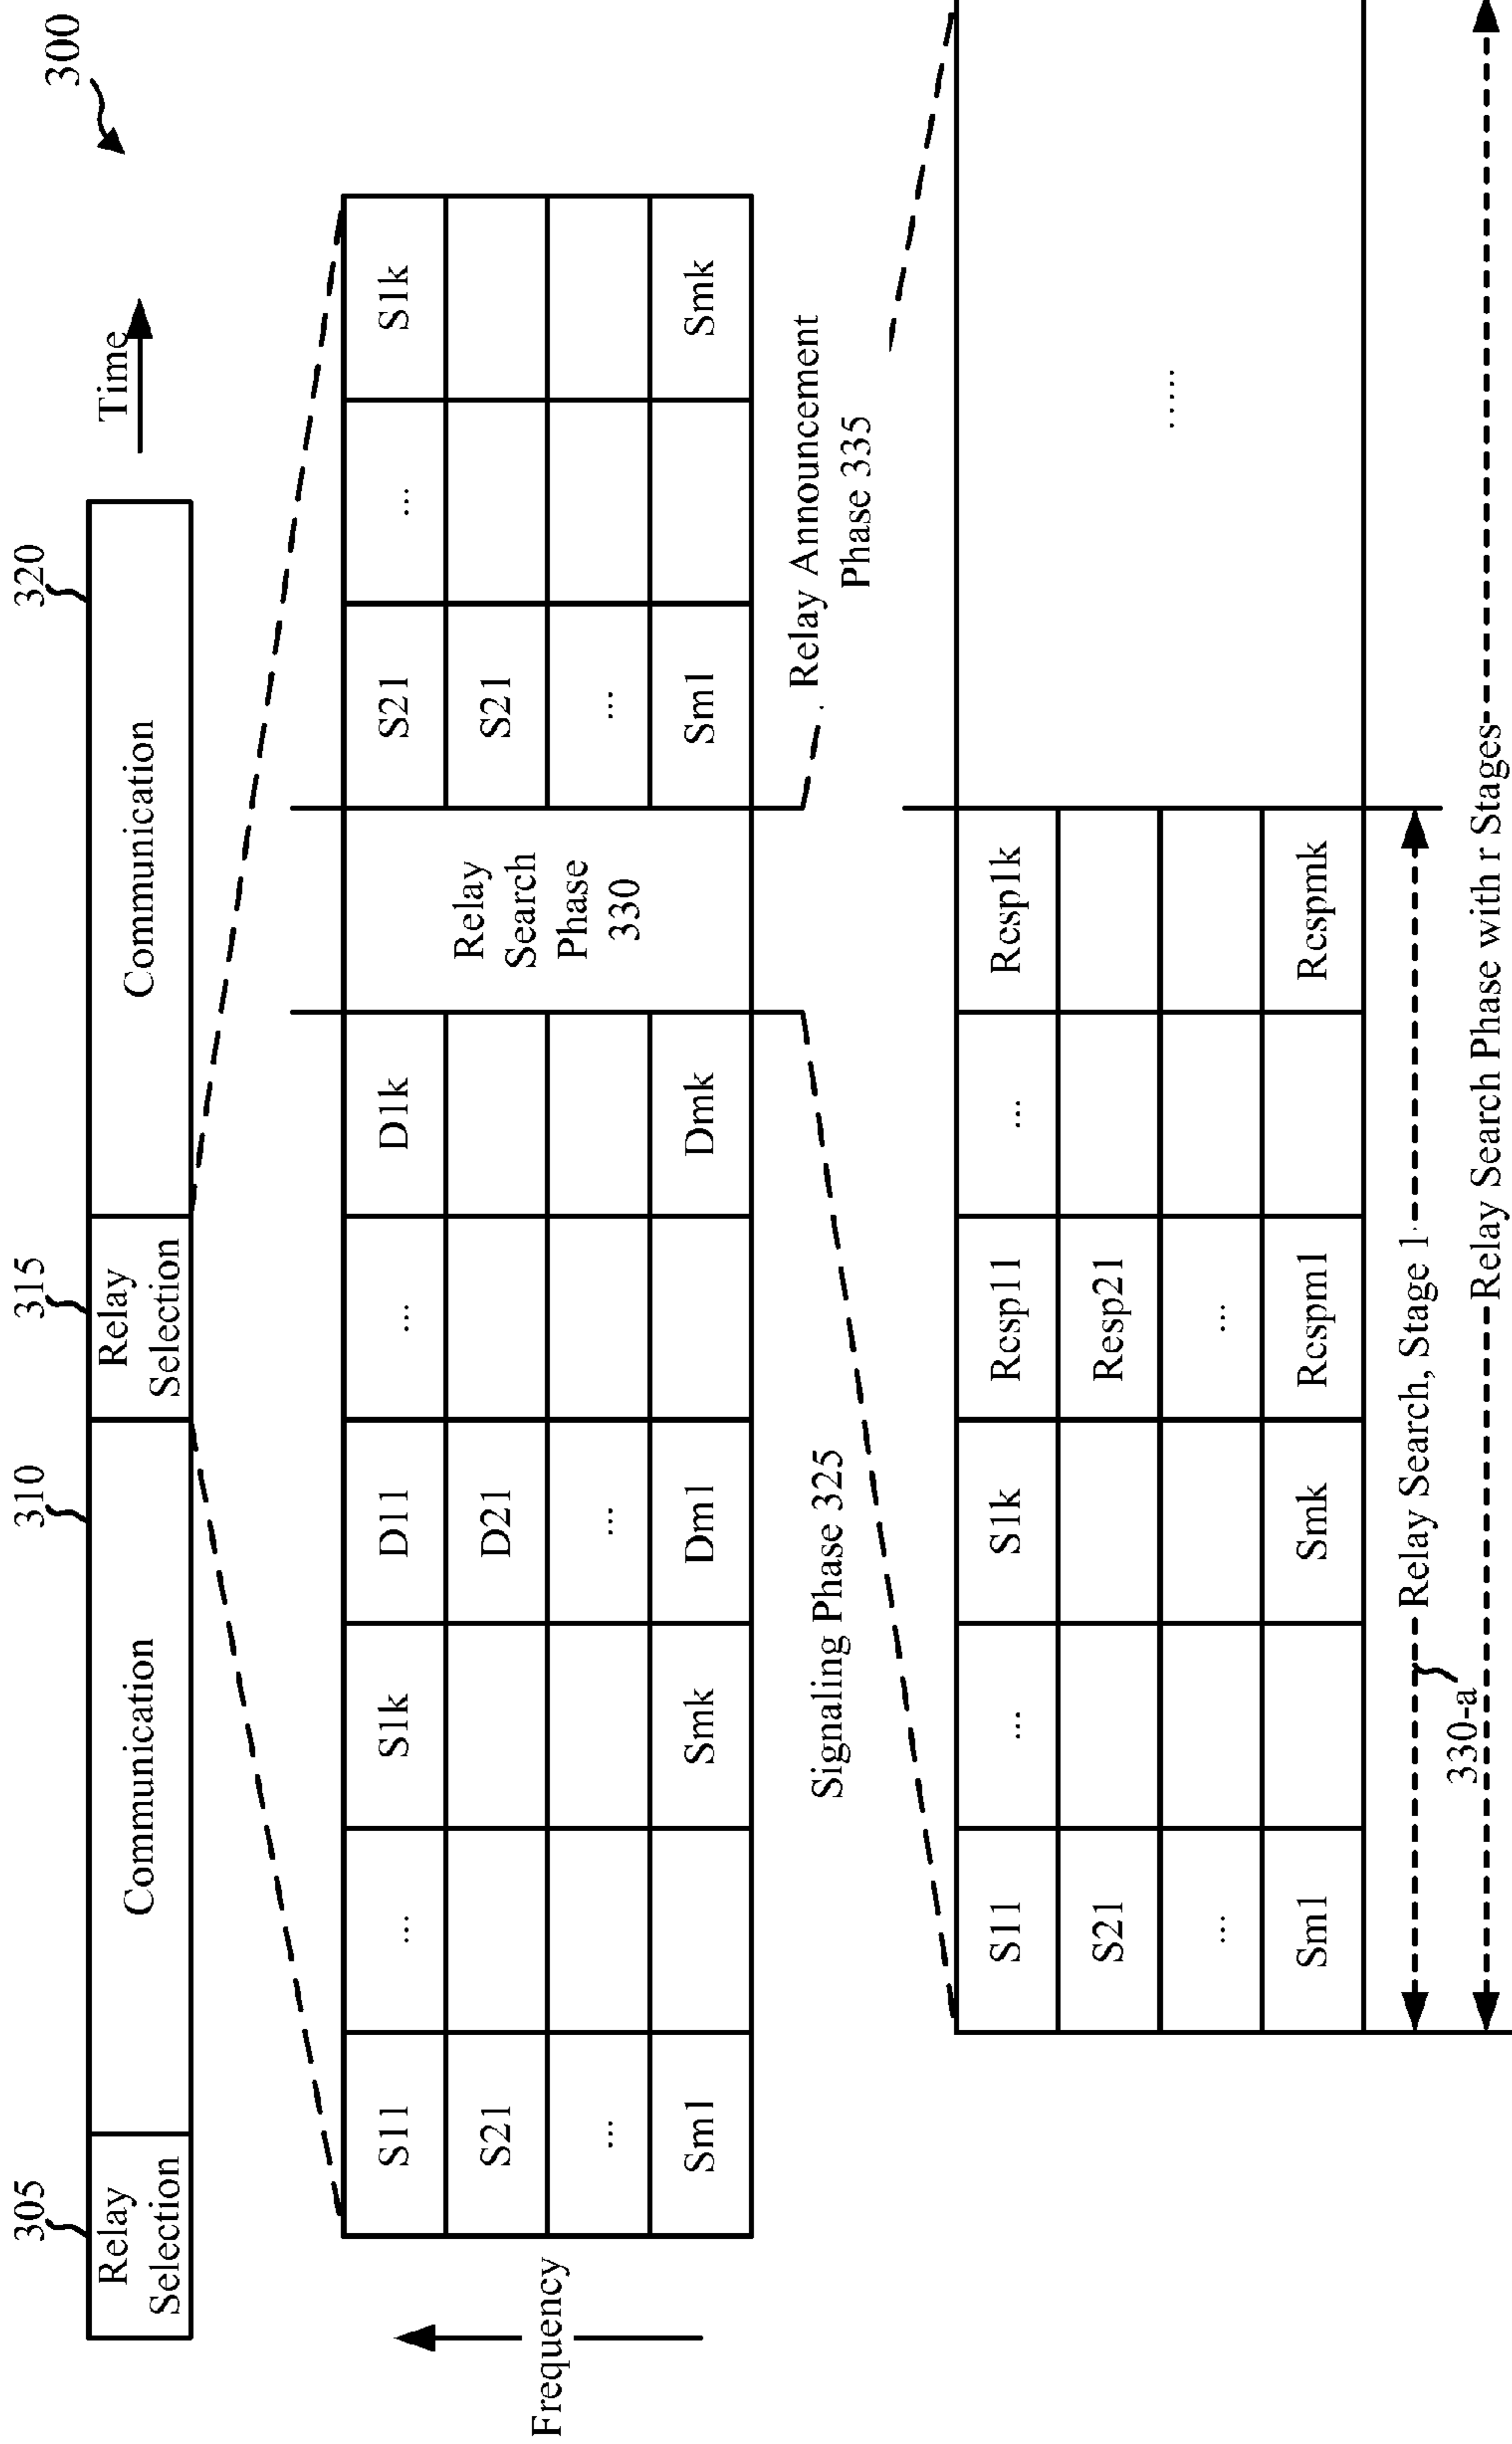 300
Time
305
310
315
320
Relay
Selection
Communication
Relay
Selection
Communication
Frequency
S11 ... S1k D11 ... D1k
S21 D21
... ...
Sm1 Smk Dm1 Dmk
Relay
Search
Phase
330
S21 ... S1k
S21
...
Sm1 Smk
Signaling Phase 325
Relay Announcement
Phase 335
S11 ... S1k Rcsp11 ... Rcsp1k
S21 Resp21
... ...
Sm1 Smk Rcspm1 Rcspmk
.....
Relay Search, Stage 1
330-a
Relay Search Phase with r Stages